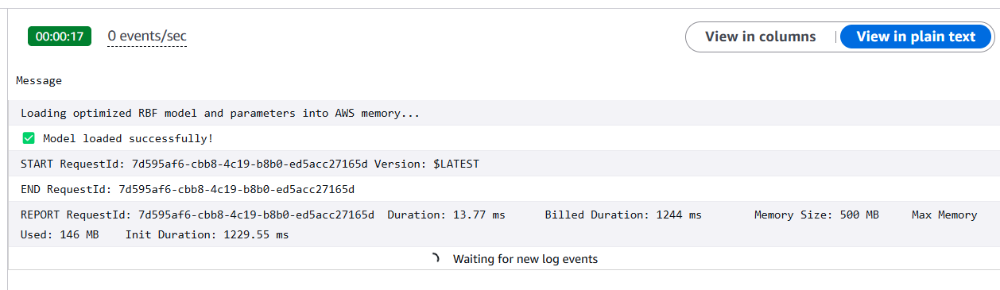 00:00:17 0 events/sec View in columns View in plain text
Message
Loading optimized RBF model and parameters into AWS memory...
✅ Model loaded successfully!
START RequestId: 7d595af6-cbb8-4c19-b8b0-ed5acc27165d Version: $LATEST
END RequestId: 7d595af6-cbb8-4c19-b8b0-ed5acc27165d
REPORT RequestId: 7d595af6-cbb8-4c19-b8b0-ed5acc27165d Duration: 13.77 ms Billed Duration: 1244 ms Memory Size: 500 MB Max Memory
Used: 146 MB Init Duration: 1229.55 ms
Waiting for new log events